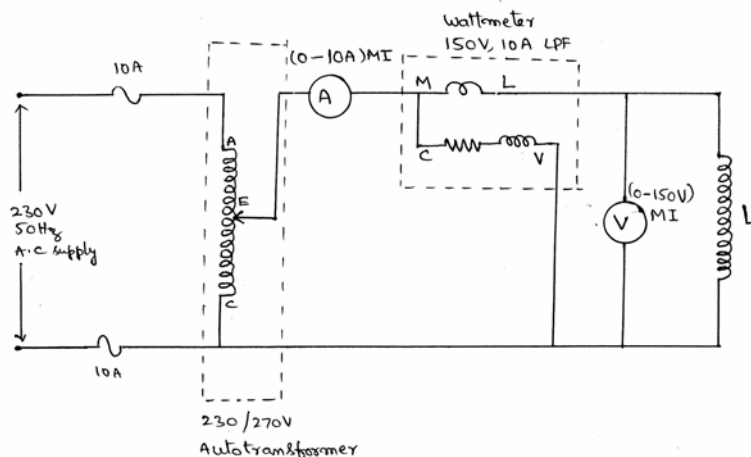 Wattmeter
150V, 10A LPF
(0-10A)MI
10A
A
M
L
A
C
V
E
230V
50Hz
A.C supply
(0-150V)
MI
V
L
C
10A
230/270V
Autotransformer